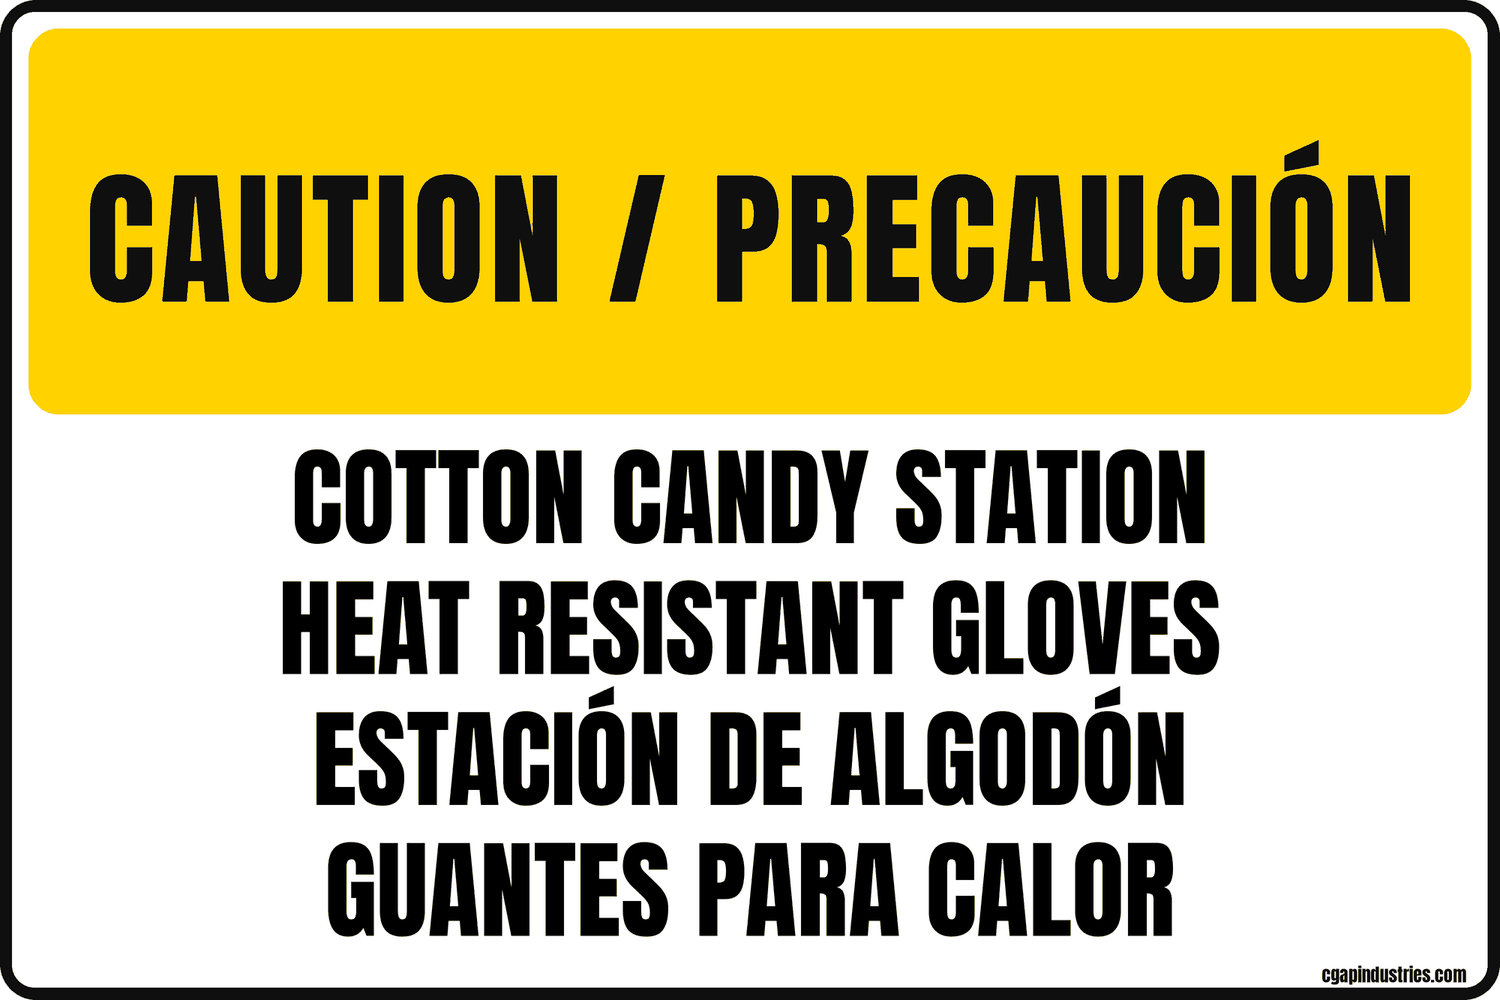 CAUTION / PRECAUCIÓN
COTTON CANDY STATION
HEAT RESISTANT GLOVES
ESTACIÓN DE ALGODÓN
GUANTES PARA CALOR
cgapindustries.com